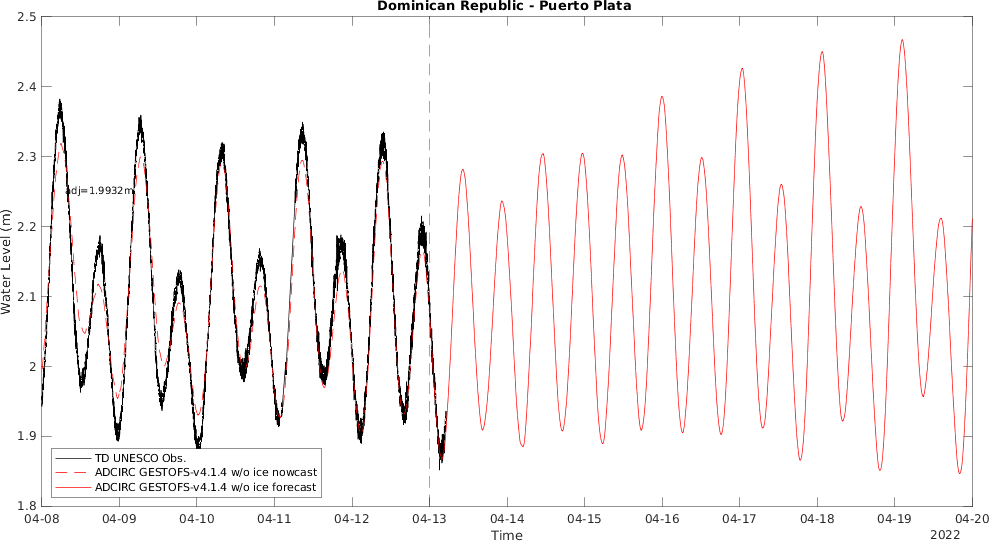 Dominican Republic - Puerto Plata
2.5
2.4
2.3
2.2
2.1
2
1.9
1.8
Water Level (m)
adj=1.9932m
TD UNESCO Obs.
ADCIRC GESTOFS-v4.1.4 w/o ice nowcast
ADCIRC GESTOFS-v4.1.4 w/o ice forecast
04-08 04-09 04-10 04-11 04-12 04-13 04-14 04-15 04-16 04-17 04-18 04-19 04-20
Time
2022